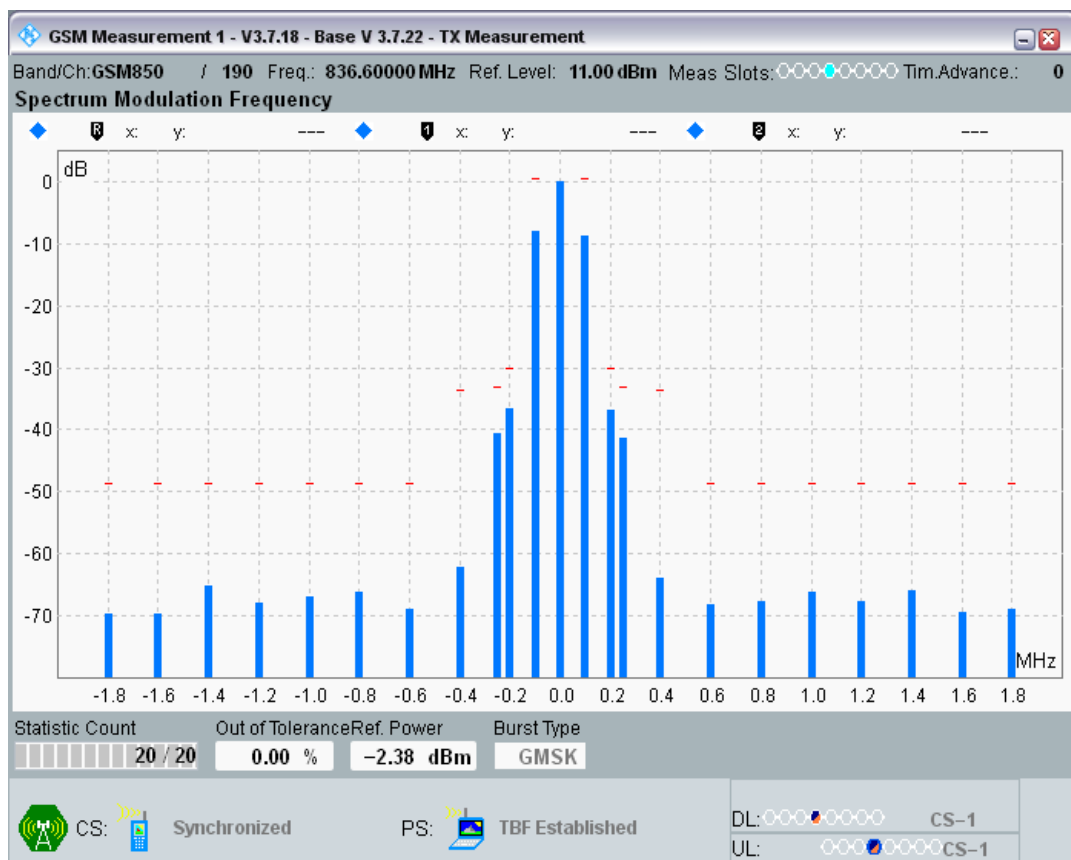 GSM Measurement 1 - V3.7.18 - Base V 3.7.22 - TX Measurement
Band/Ch:GSM850 / 190 Freq.: 836.60000 MHz Ref. Level: 11.00 dBm Meas Slots: Tim.Advance.: 0
Spectrum Modulation Frequency
R x: y: --- 1 x: y: --- 2 x: y: ---
dB
0
-10
-20
-30
-40
-50
-60
-70
MHz
-1.8 -1.6 -1.4 -1.2 -1.0 -0.8 -0.6 -0.4 -0.2 0.0 0.2 0.4 0.6 0.8 1.0 1.2 1.4 1.6 1.8
Statistic Count Out of Tolerance Ref. Power Burst Type
20 / 20 0.00 % −2.38 dBm GMSK
CS: Synchronized PS: TBF Established DL: CS−1
UL: CS−1